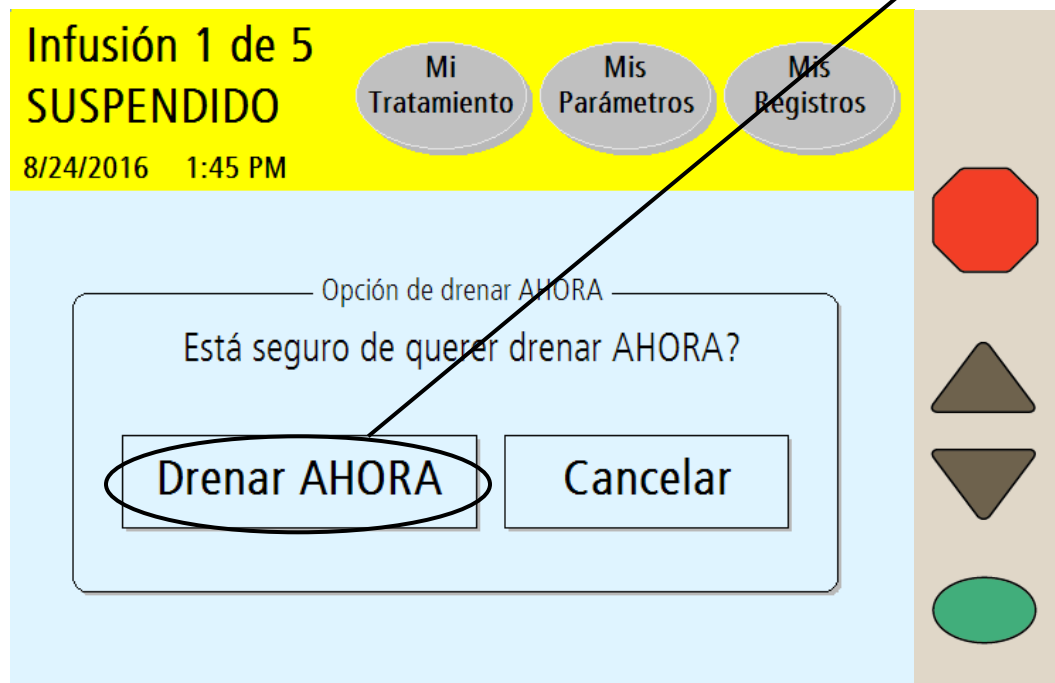 Infusión 1 de 5
SUSPENDIDO
8/24/2016 1:45 PM
Mi
Tratamiento
Mis
Parámetros
Mis
Registros
Opción de drenar AHORA
Está seguro de querer drenar AHORA?
Drenar AHORA
Cancelar